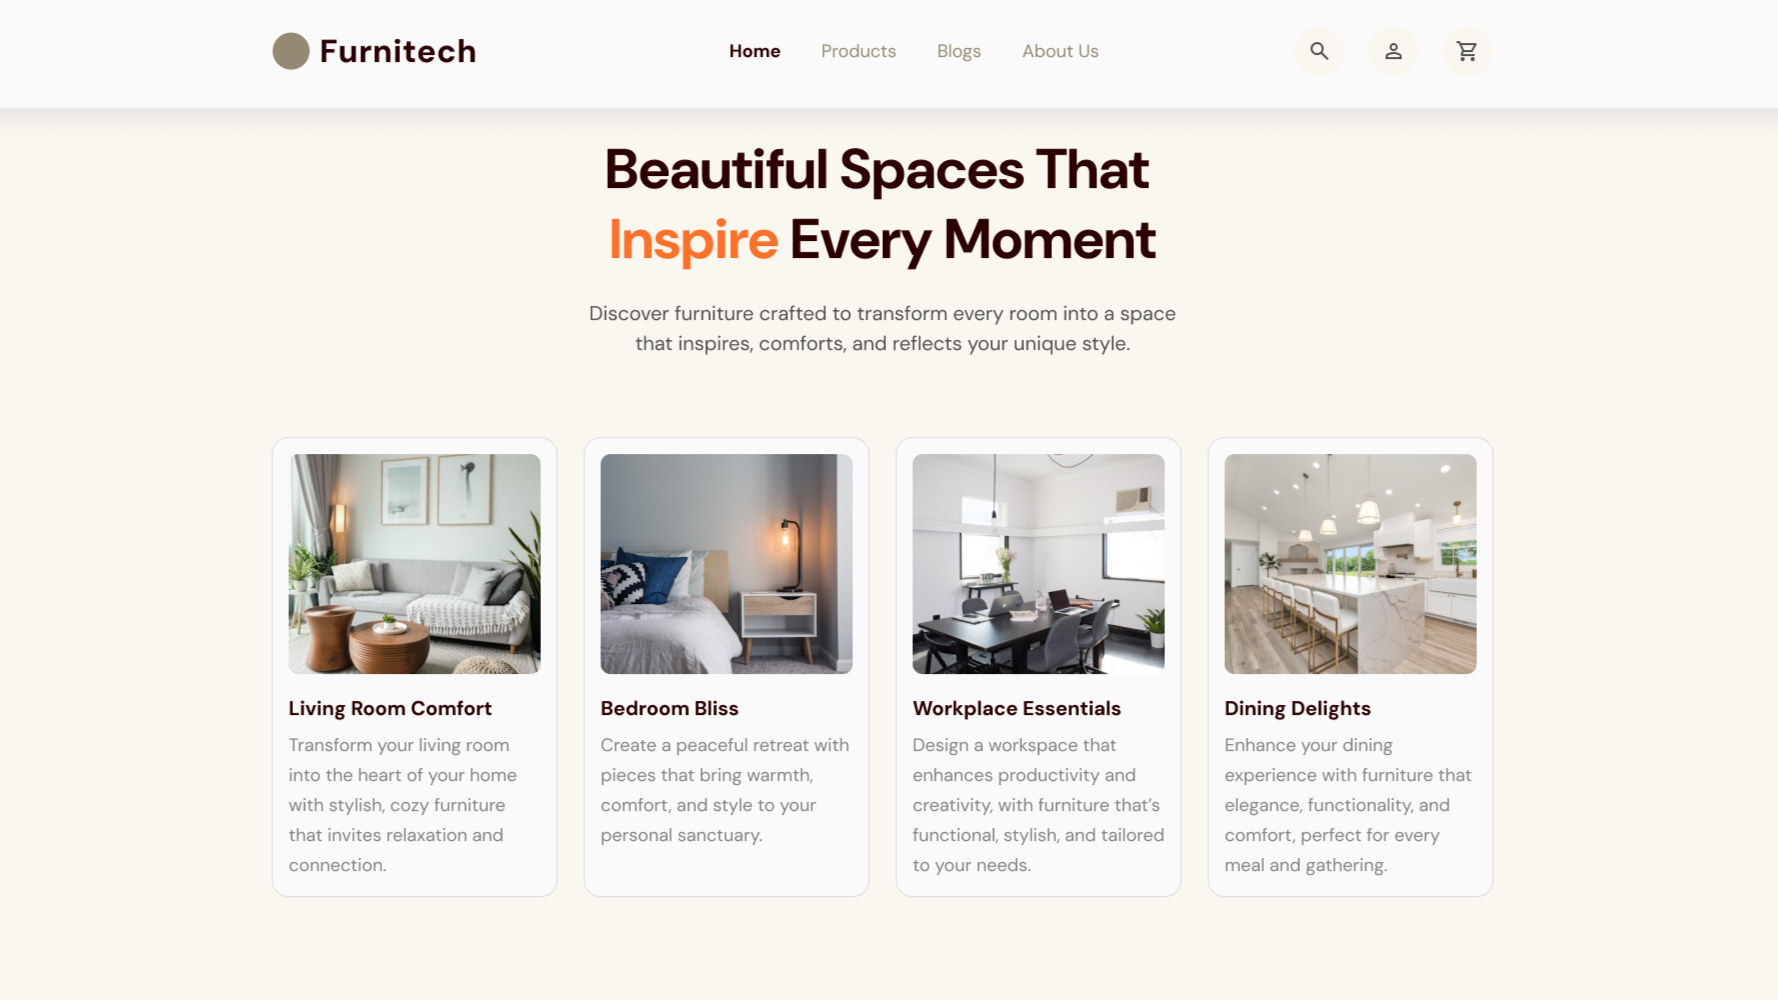 Furnitech
Home
Products
Blogs
About Us
Beautiful Spaces That
Inspire Every Moment
Discover furniture crafted to transform every room into a space
that inspires, comforts, and reflects your unique style.
Living Room Comfort
Transform your living room
into the heart of your home
with stylish, cozy furniture
that invites relaxation and
connection.
Bedroom Bliss
Create a peaceful retreat with
pieces that bring warmth,
comfort, and style to your
personal sanctuary.
Workplace Essentials
Design a workspace that
enhances productivity and
creativity, with furniture that’s
functional, stylish, and tailored
to your needs.
Dining Delights
Enhance your dining
experience with furniture that
elegance, functionality, and
comfort, perfect for every
meal and gathering.